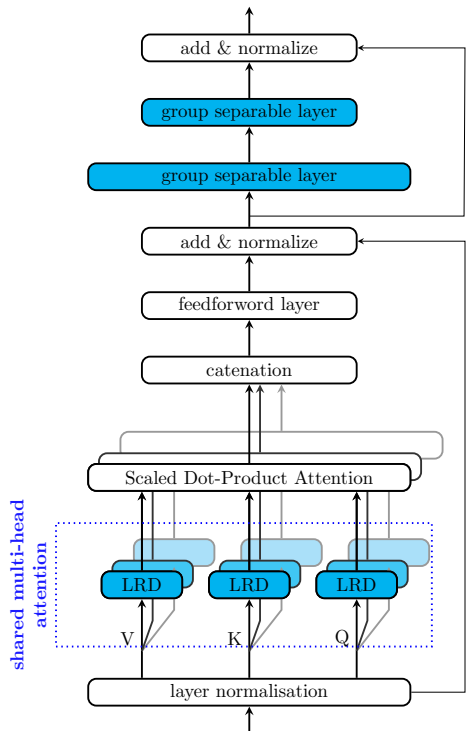 add & normalize
group separable layer
group separable layer
add & normalize
feedforword layer
catenation
Scaled Dot-Product Attention
shared multi-head
attention
LRD LRD LRD
V K Q
layer normalisation